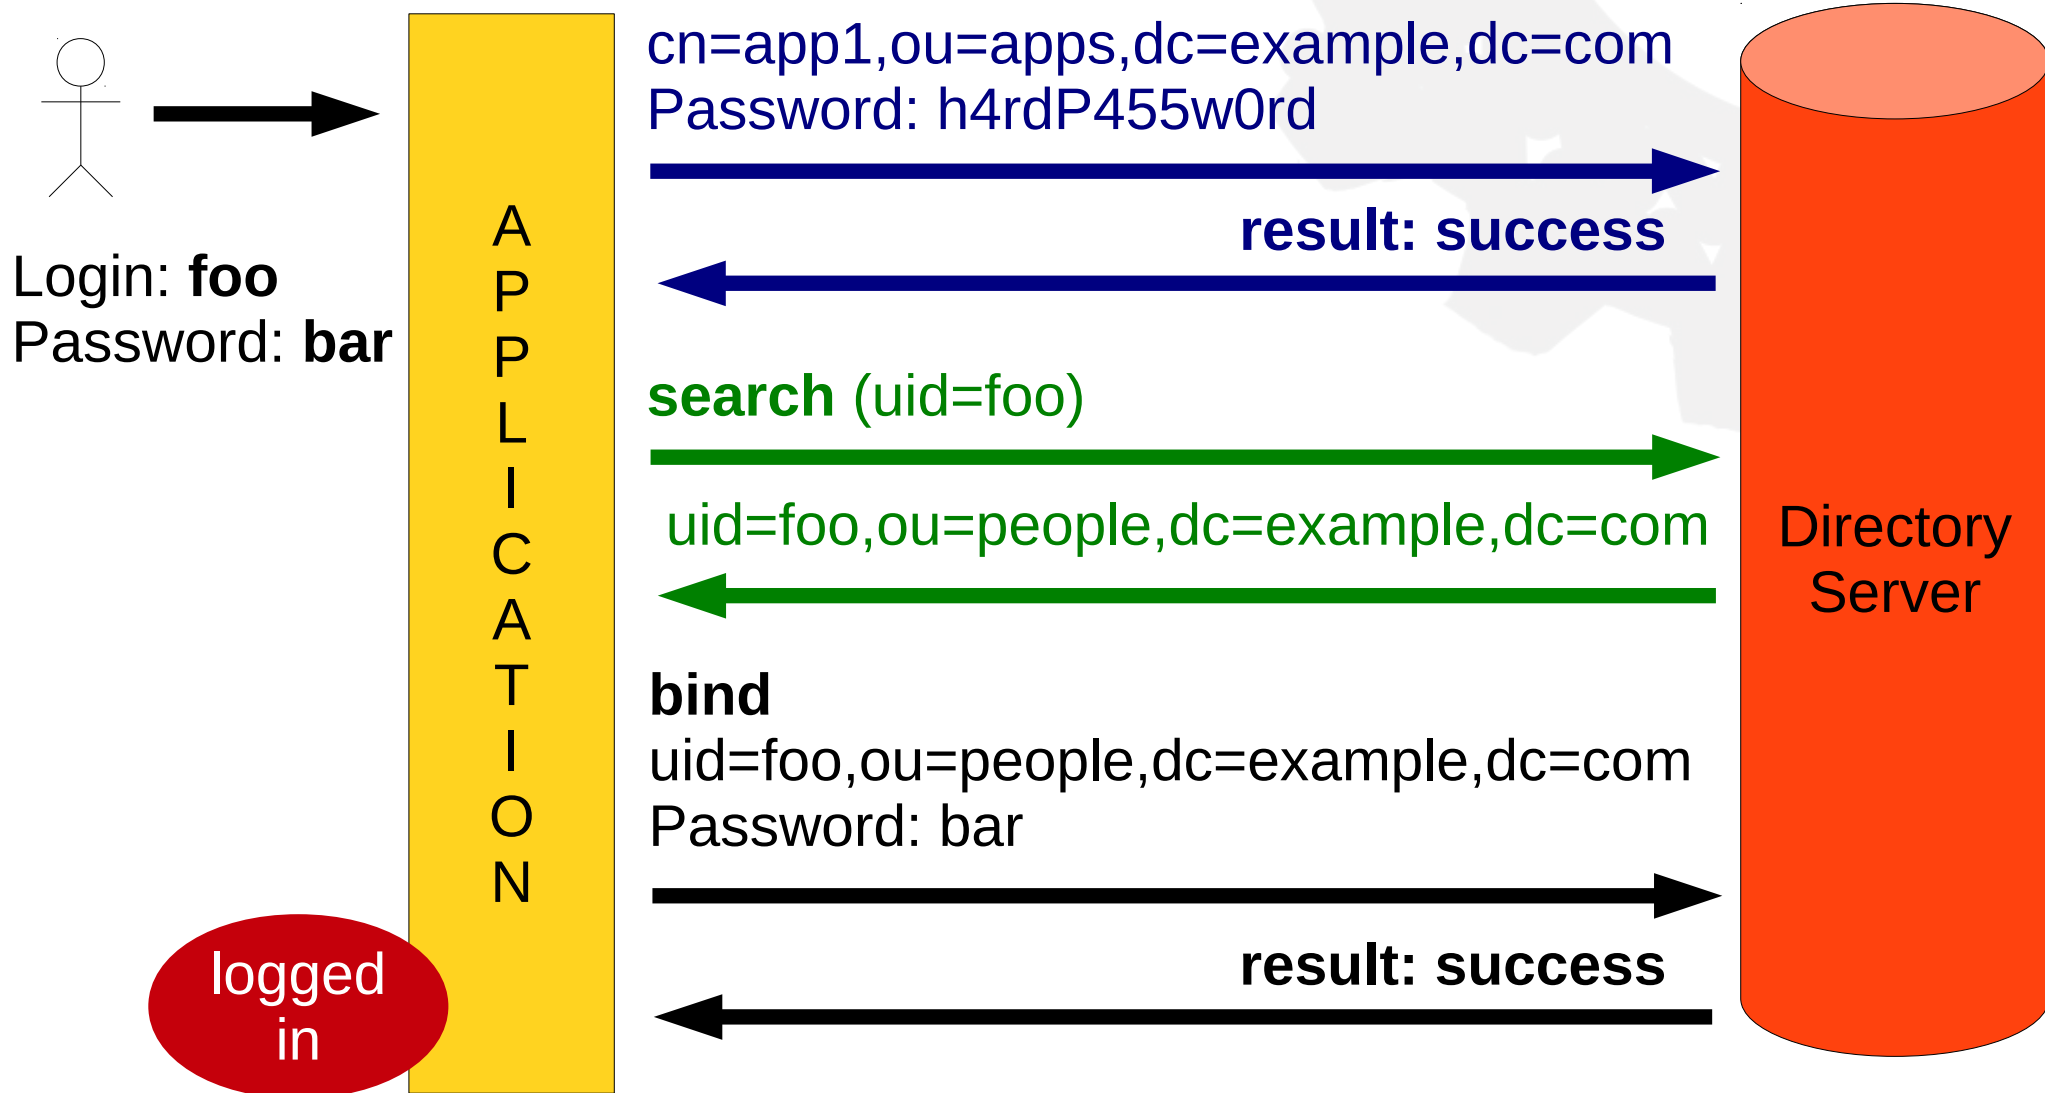 Login: foo
Password: bar
APPLICATION
cn=app1,ou=apps,dc=example,dc=com
Password: h4rdP455w0rd
result: success
search (uid=foo)
uid=foo,ou=people,dc=example,dc=com
bind
uid=foo,ou=people,dc=example,dc=com
Password: bar
result: success
logged
in
Directory
Server